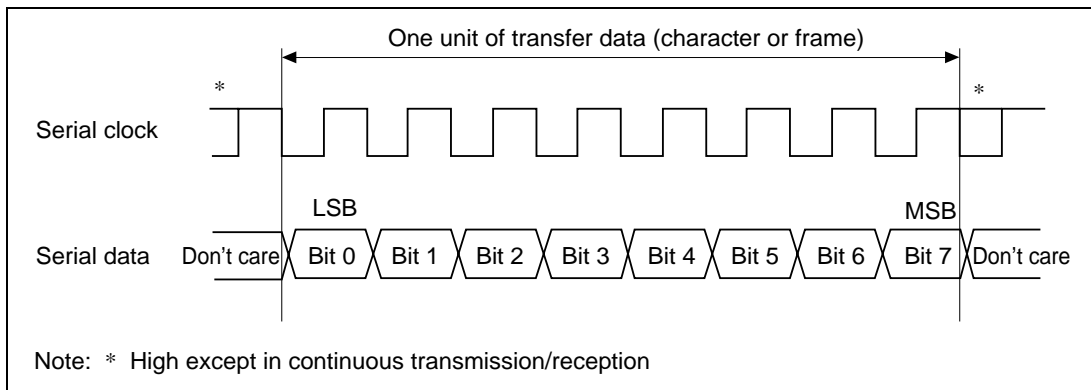 One unit of transfer data (character or frame)
* *
Serial clock
LSB MSB
Serial data Don't care Bit 0 Bit 1 Bit 2 Bit 3 Bit 4 Bit 5 Bit 6 Bit 7 Don't care
Note: * High except in continuous transmission/reception